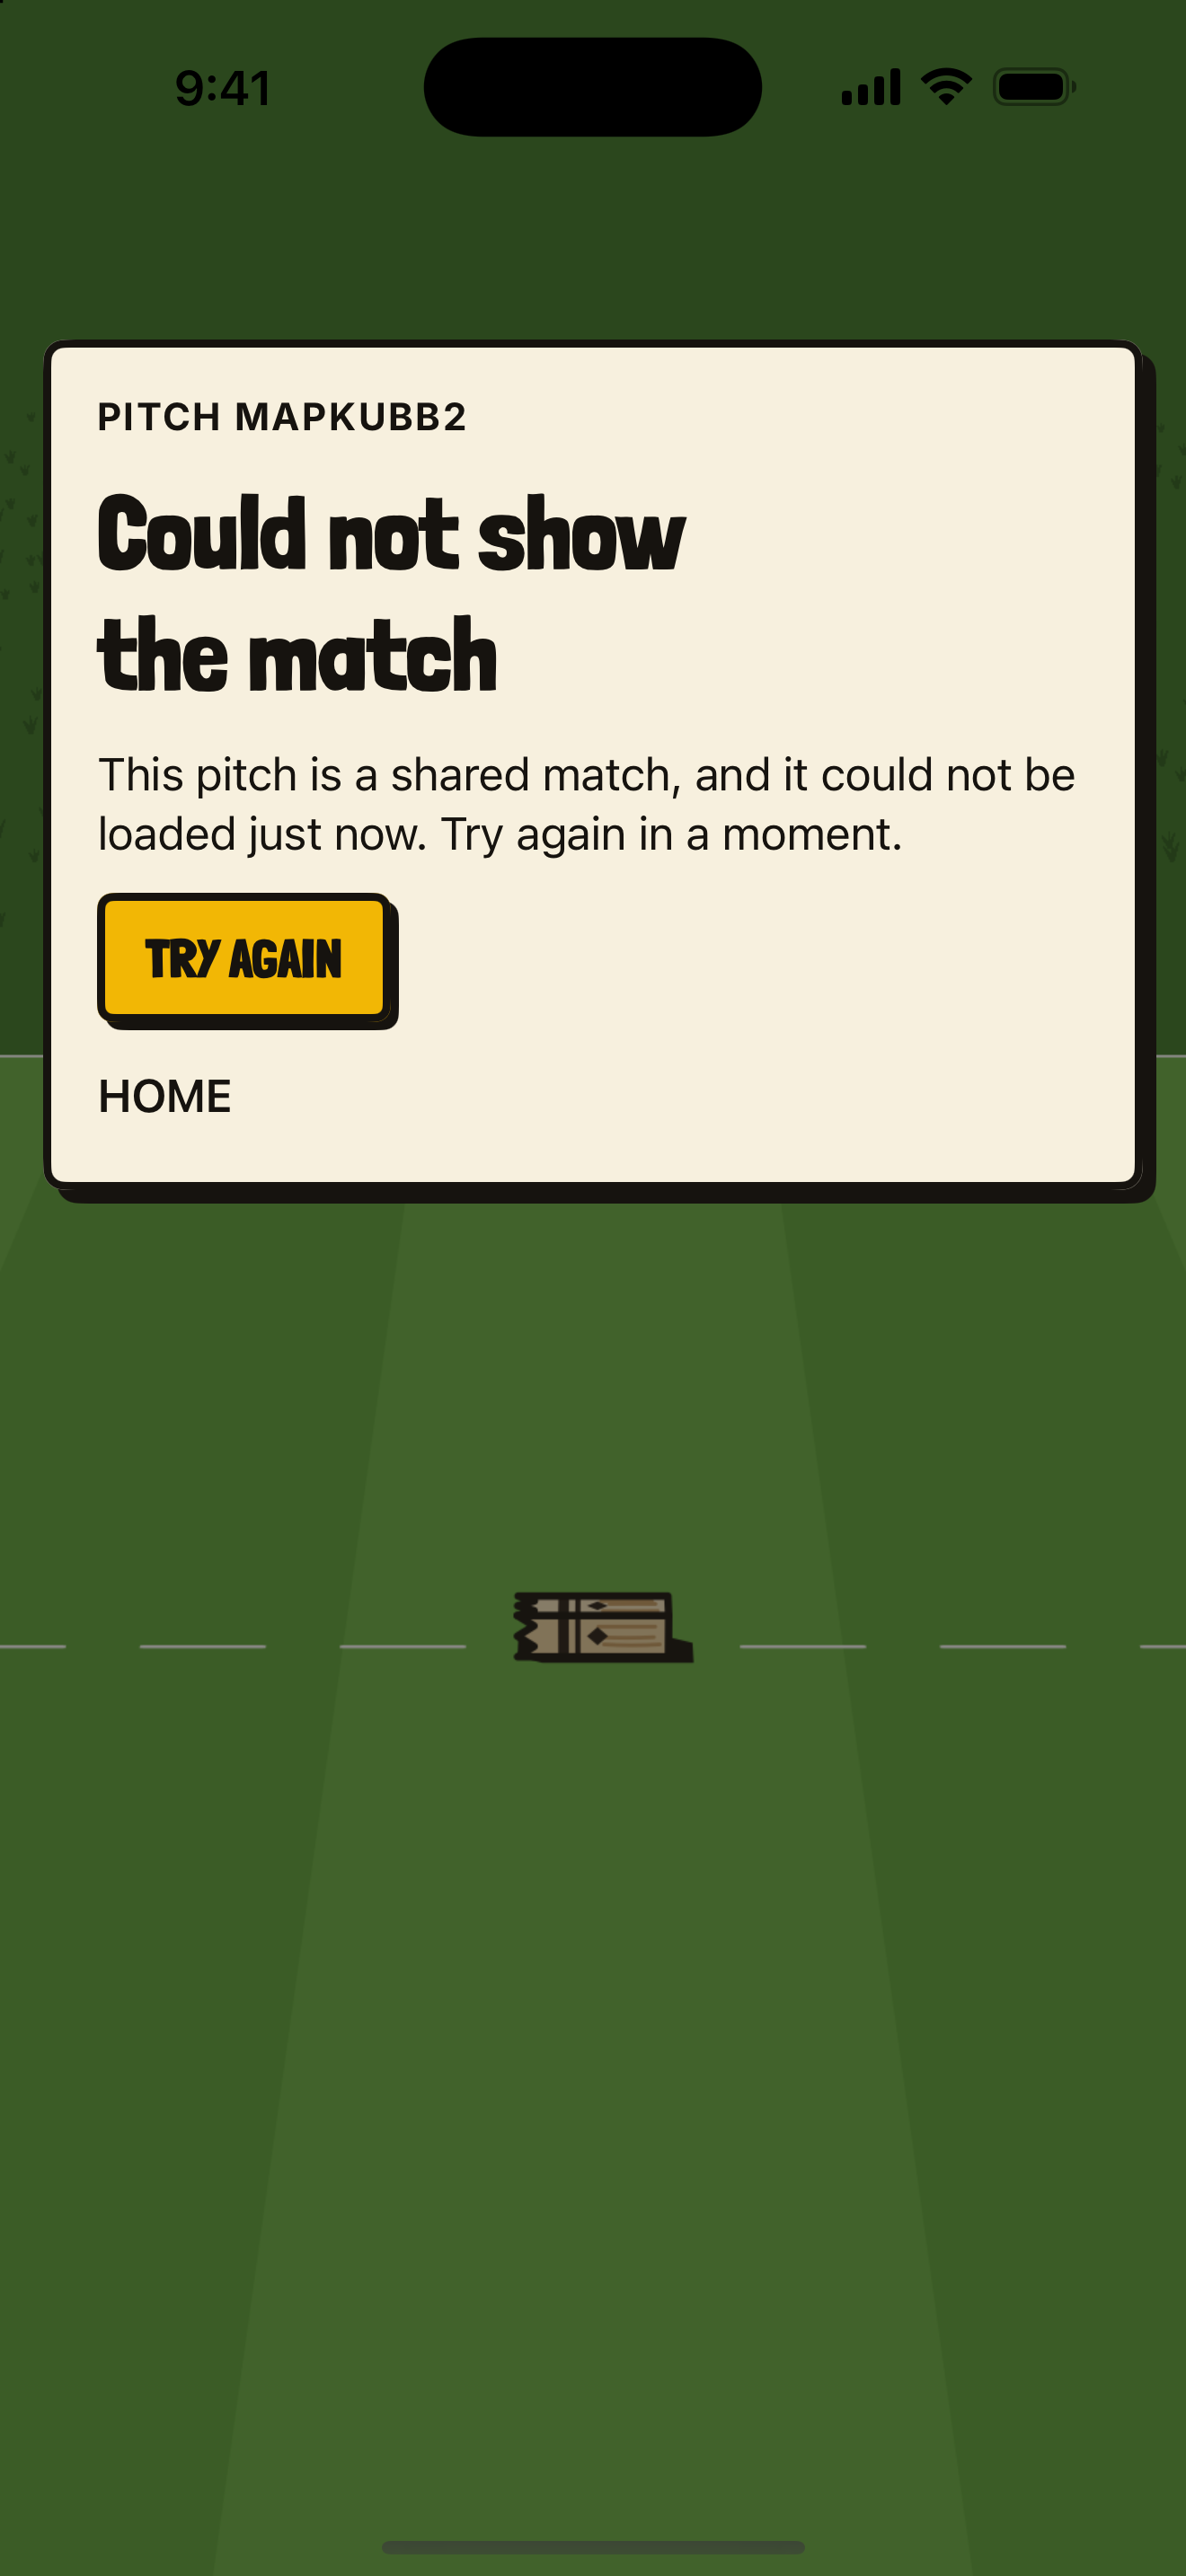 9:41
PITCH MAPKUBB2
Could not show
the match
This pitch is a shared match, and it could not be
loaded just now. Try again in a moment.
TRY AGAIN
HOME